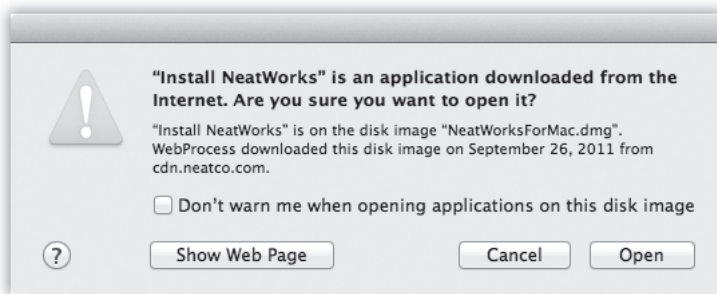 “Install NeatWorks” is an application downloaded from the
Internet. Are you sure you want to open it?
“Install NeatWorks” is on the disk image “NeatWorksForMac.dmg”.
WebProcess downloaded this disk image on September 26, 2011 from
cdn.neatco.com.
Don’t warn me when opening applications on this disk image
? Show Web Page Cancel Open